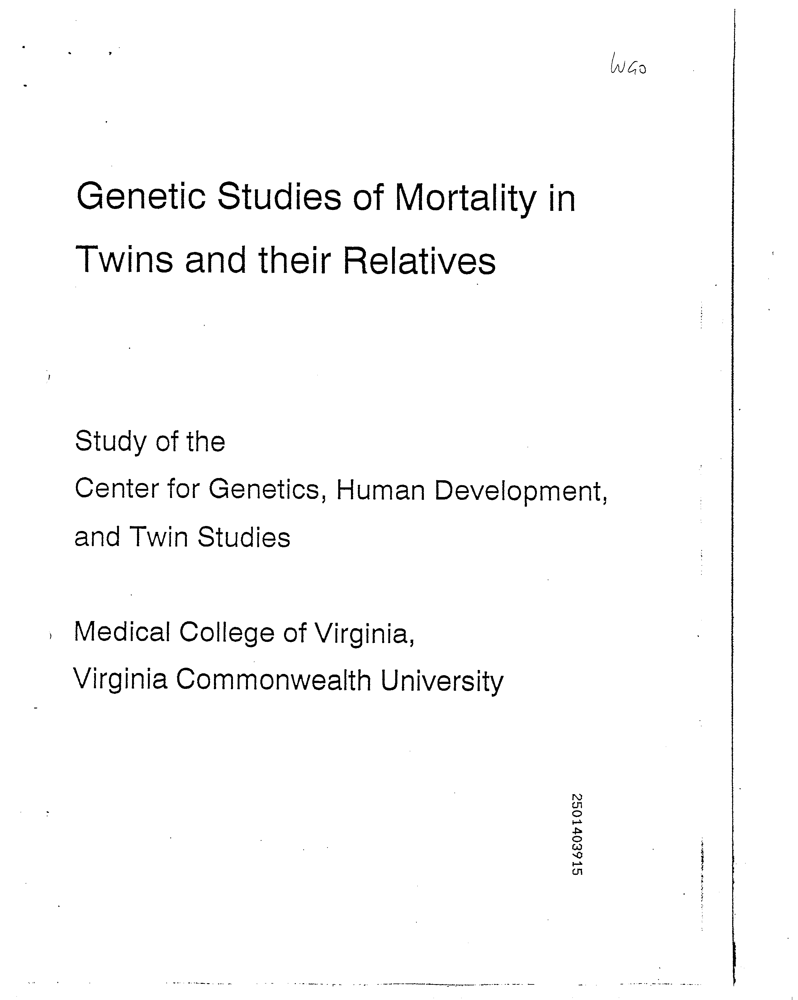 WGO
Genetic Studies of Mortality in
Twins and their Relatives
Study of the
Center for Genetics, Human Development,
and Twin Studies
Medical College of Virginia,
Virginia Commonwealth University
2501403915